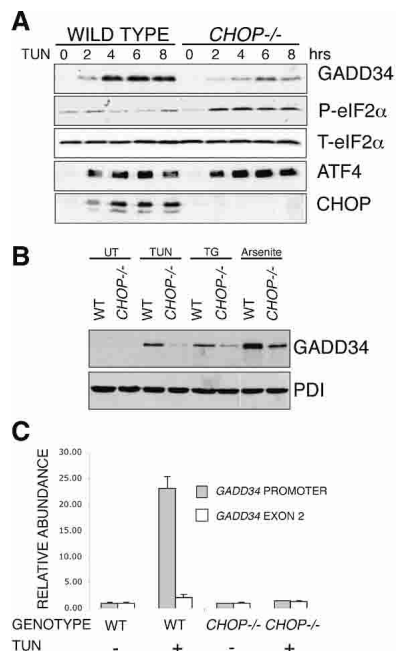 A
WILD TYPE CHOP-/-
TUN 0 2 4 6 8 0 2 4 6 8 hrs
GADD34
P-eIF2α
T-eIF2α
ATF4
CHOP
B
UT TUN TG Arsenite
WT CHOP-/- WT CHOP-/- WT CHOP-/- WT CHOP-/-
GADD34
PDI
C
RELATIVE ABUNDANCE
30.00
25.00
20.00
15.00
10.00
5.00
0.00
GADD34 PROMOTER
GADD34 EXON 2
GENOTYPE WT WT CHOP-/- CHOP-/-
TUN - + - +